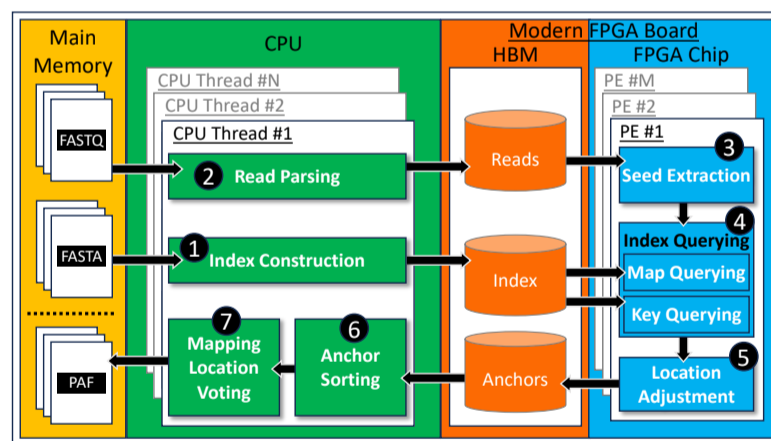 Main
Memory
CPU
Modern FPGA Board
HBM
FPGA Chip
CPU Thread #N
CPU Thread #2
CPU Thread #1
PE #M
PE #2
PE #1
FASTQ
2
Read Parsing
Reads
3
Seed Extraction
FASTA
1
Index Construction
Index
4
Index Querying
Map Querying
Key Querying
PAF
7
Mapping
Location
Voting
6
Anchor
Sorting
Anchors
5
Location
Adjustment